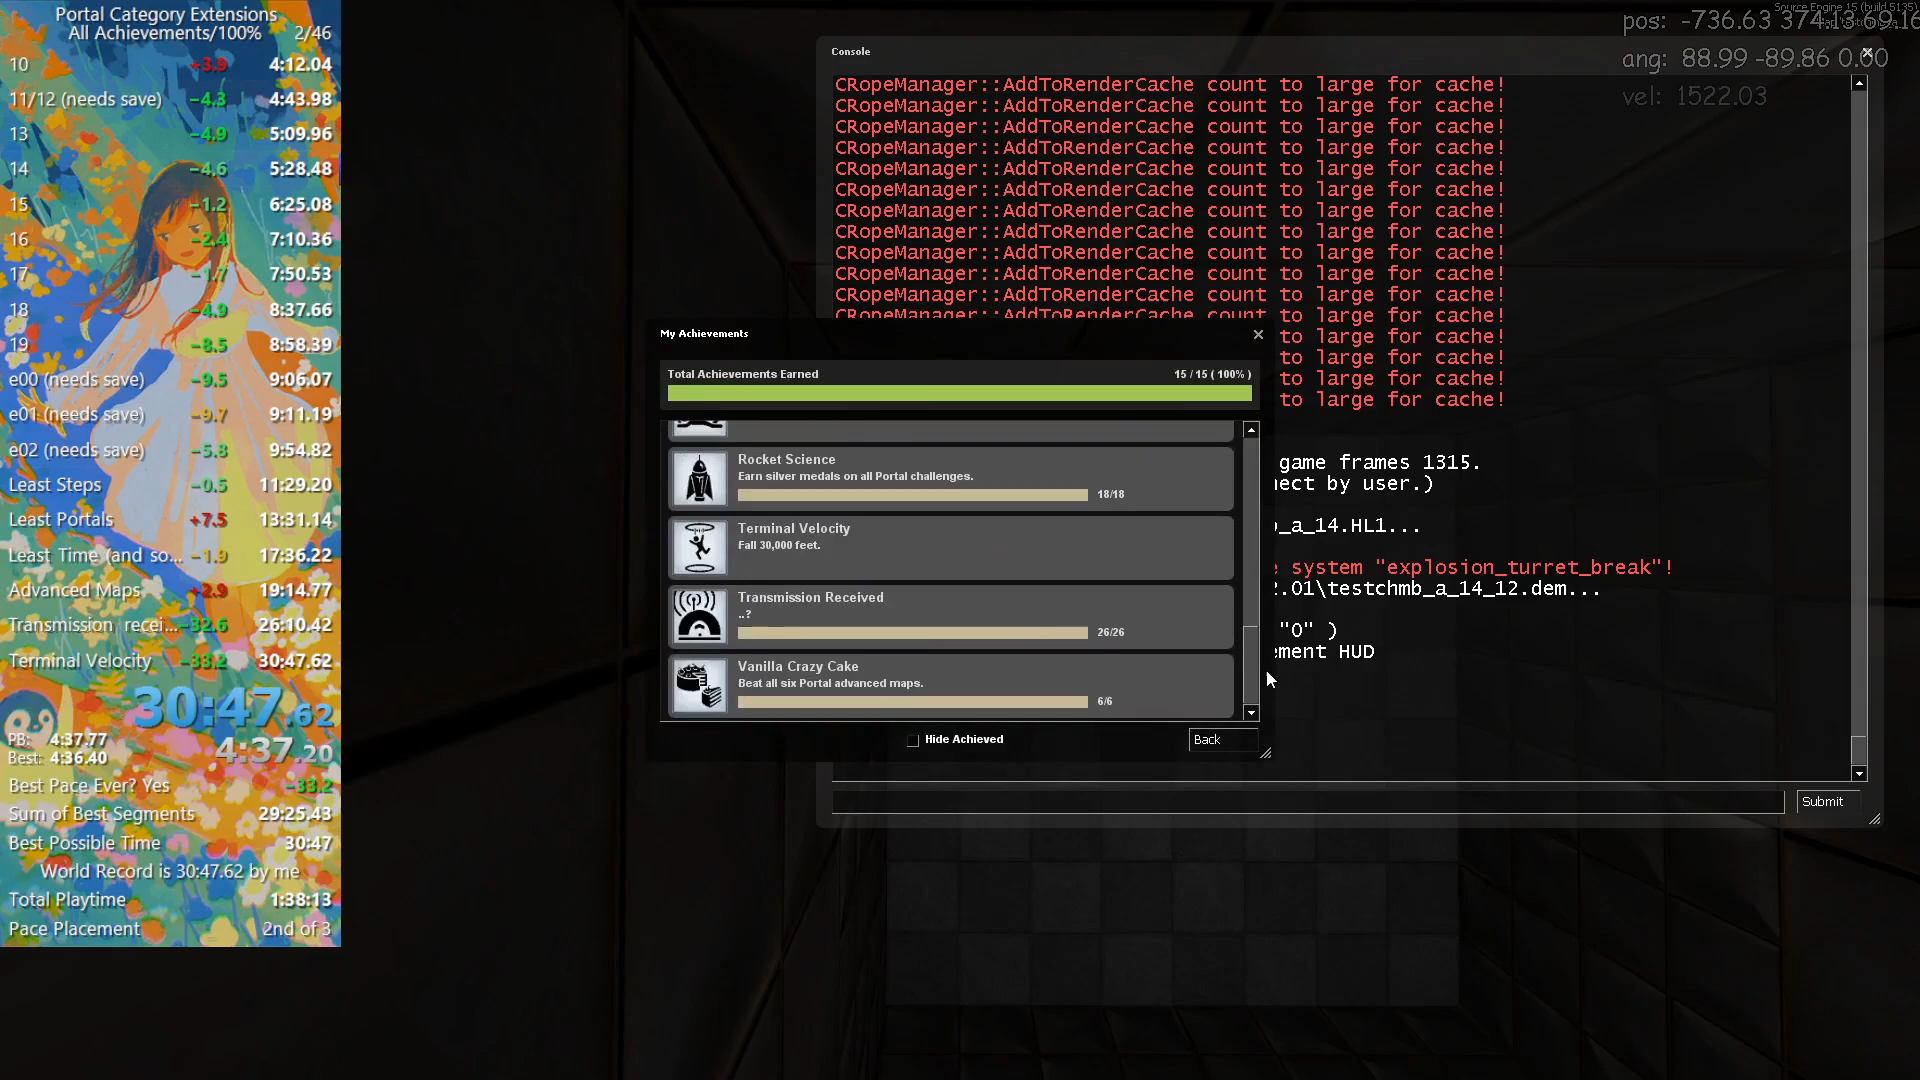 Portal Category Extensions
All Achievements/100% 2/46
10 +3.9 4:12.04
11/12 (needs save) −4.3 4:43.98
13 −4.9 5:09.96
14 −4.6 5:28.48
15 −1.2 6:25.08
16 −2.4 7:10.36
17 −1.7 7:50.53
18 −4.9 8:37.66
19 −8.5 8:58.39
e00 (needs save) −9.5 9:06.07
e01 (needs save) −9.7 9:11.19
e02 (needs save) −5.8 9:54.82
Least Steps −0.5 11:29.20
Least Portals +7.5 13:31.14
Least Time (and so... −1.9 17:36.22
Advanced Maps +2.9 19:14.77
Transmission recei... −32.6 26:10.42
Terminal Velocity −33.2 30:47.62
30:47.62
PB: 4:37.77
Best: 4:36.40
4:37.20
Best Pace Ever? Yes −33.2
Sum of Best Segments 29:25.43
Best Possible Time 30:47
World Record is 30:47.62 by me
Total Playtime 1:38:13
Pace Placement 2nd of 3
Source Engine 15 (build 5135)
pos: -736.63 374.13 69.16
ang: 88.99 -89.86 0.00
vel: 1522.03
Console
CRopeManager::AddToRenderCache count to large for cache!
CRopeManager::AddToRenderCache count to large for cache!
CRopeManager::AddToRenderCache count to large for cache!
CRopeManager::AddToRenderCache count to large for cache!
CRopeManager::AddToRenderCache count to large for cache!
CRopeManager::AddToRenderCache count to large for cache!
CRopeManager::AddToRenderCache count to large for cache!
CRopeManager::AddToRenderCache count to large for cache!
CRopeManager::AddToRenderCache count to large for cache!
CRopeManager::AddToRenderCache count to large for cache!
CRopeManager::AddToRenderCache count to large for cache!
CRopeManager::AddToRenderCache count to large for cache!
to large for cache!
to large for cache!
to large for cache!
to large for cache!
game frames 1315.
nect by user.)
_a_14.HL1...
system "explosion_turret_break"!
2.01\testchmb_a_14_12.dem...
"0" )
ement HUD
Submit
My Achievements
Total Achievements Earned 15 / 15 ( 100% )
Rocket Science
Earn silver medals on all Portal challenges.
18/18
Terminal Velocity
Fall 30,000 feet.
Transmission Received
..?
26/26
Vanilla Crazy Cake
Beat all six Portal advanced maps.
6/6
Hide Achieved
Back